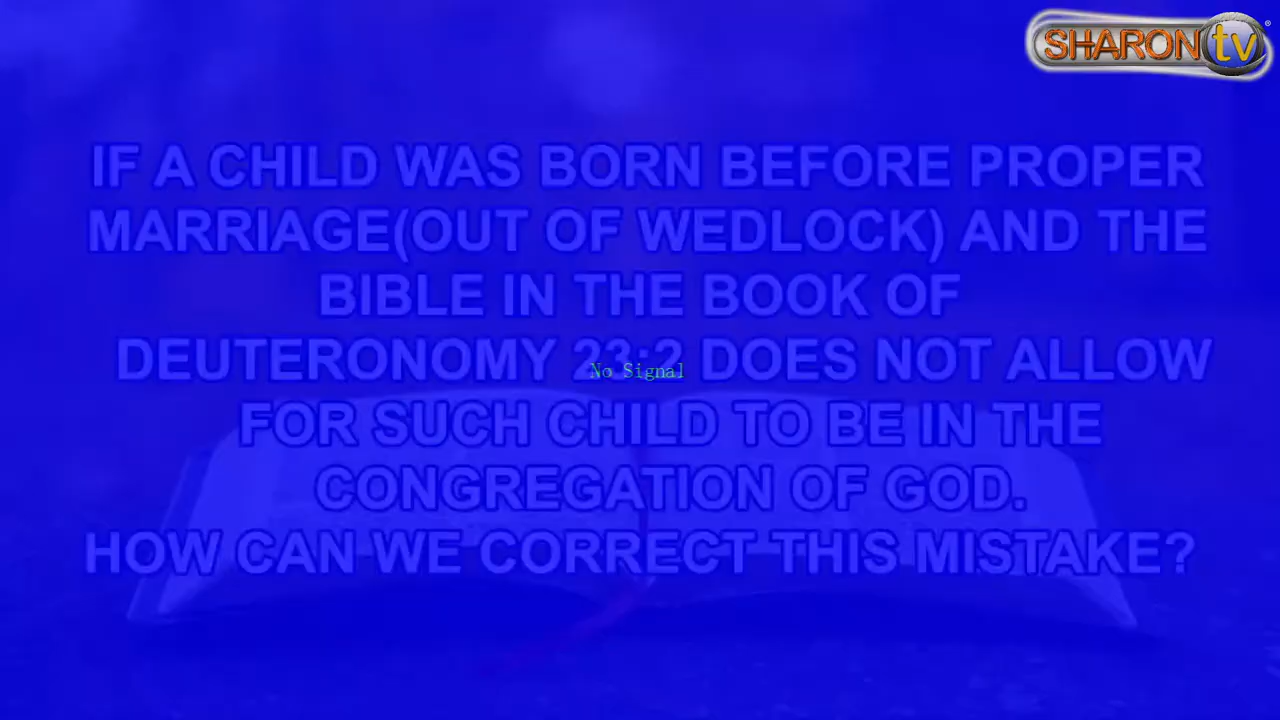 SHARON tv
IF A CHILD WAS BORN BEFORE PROPER
MARRIAGE(OUT OF WEDLOCK) AND THE
BIBLE IN THE BOOK OF
DEUTERONOMY 23:2 DOES NOT ALLOW
No Signal
FOR SUCH CHILD TO BE IN THE
CONGREGATION OF GOD.
HOW CAN WE CORRECT THIS MISTAKE?